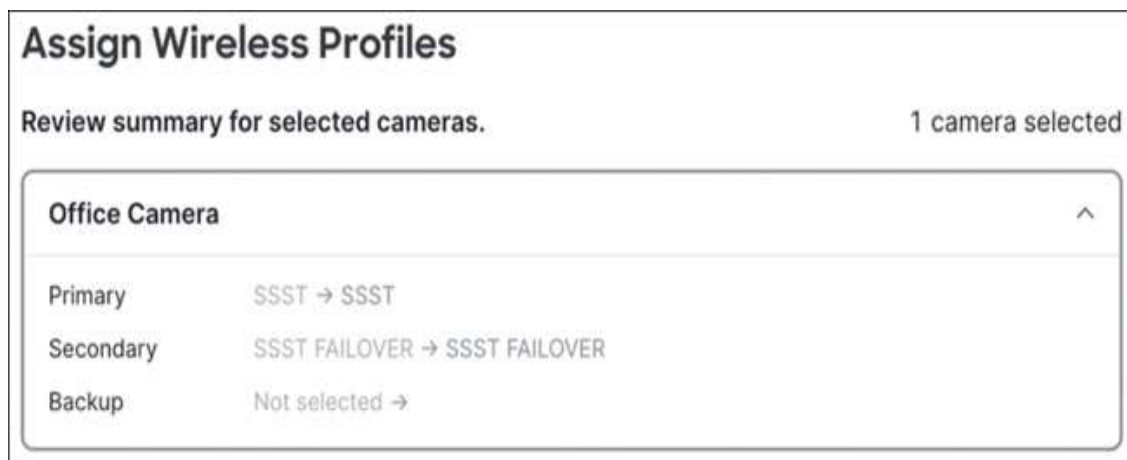 Assign Wireless Profiles
Review summary for selected cameras. 1 camera selected
Office Camera
Primary SSST → SSST
Secondary SSST FAILOVER → SSST FAILOVER
Backup Not selected →